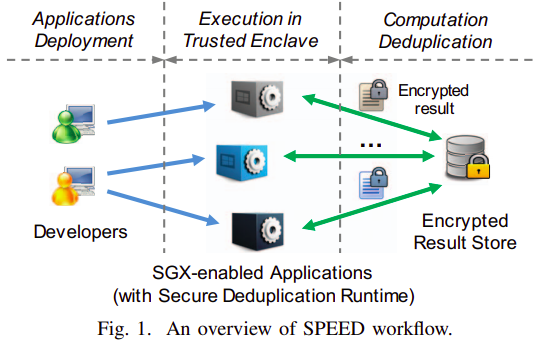 Applications
Deployment
Execution in
Trusted Enclave
Computation
Deduplication
Encrypted
result
...
Developers
Encrypted
Result Store
SGX-enabled Applications
(with Secure Deduplication Runtime)
Fig. 1. An overview of SPEED workflow.